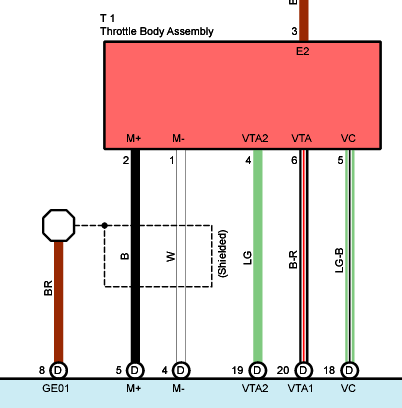 T 1
Throttle Body Assembly
3
E2
M+ M- VTA2 VTA VC
2 1 4 6 5
BR B W (Shielded) LG B-R LG-B
8 D 5 D 4 D 19 D 20 D 18 D
GE01 M+ M- VTA2 VTA1 VC